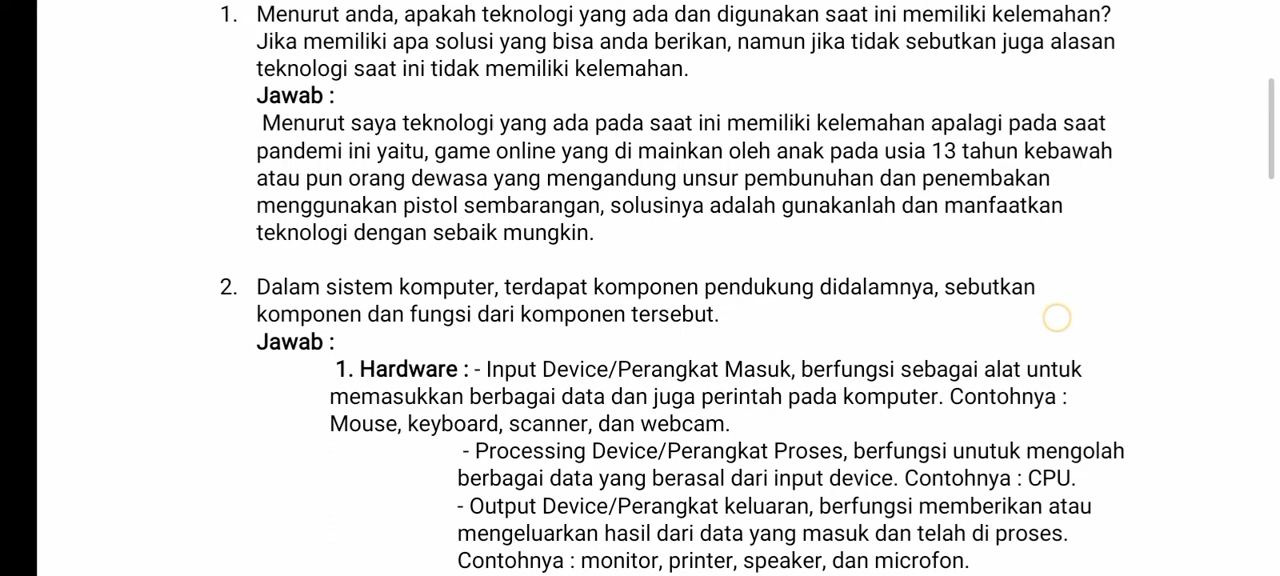 1. Menurut anda, apakah teknologi yang ada dan digunakan saat ini memiliki kelemahan?
Jika memiliki apa solusi yang bisa anda berikan, namun jika tidak sebutkan juga alasan
teknologi saat ini tidak memiliki kelemahan.
Jawab :
Menurut saya teknologi yang ada pada saat ini memiliki kelemahan apalagi pada saat
pandemi ini yaitu, game online yang di mainkan oleh anak pada usia 13 tahun kebawah
atau pun orang dewasa yang mengandung unsur pembunuhan dan penembakan
menggunakan pistol sembarangan, solusinya adalah gunakanlah dan manfaatkan
teknologi dengan sebaik mungkin.
2. Dalam sistem komputer, terdapat komponen pendukung didalamnya, sebutkan
komponen dan fungsi dari komponen tersebut.
Jawab :
1. Hardware : - Input Device/Perangkat Masuk, berfungsi sebagai alat untuk
memasukkan berbagai data dan juga perintah pada komputer. Contohnya :
Mouse, keyboard, scanner, dan webcam.
- Processing Device/Perangkat Proses, berfungsi unutuk mengolah
berbagai data yang berasal dari input device. Contohnya : CPU.
- Output Device/Perangkat keluaran, berfungsi memberikan atau
mengeluarkan hasil dari data yang masuk dan telah di proses.
Contohnya : monitor, printer, speaker, dan microfon.